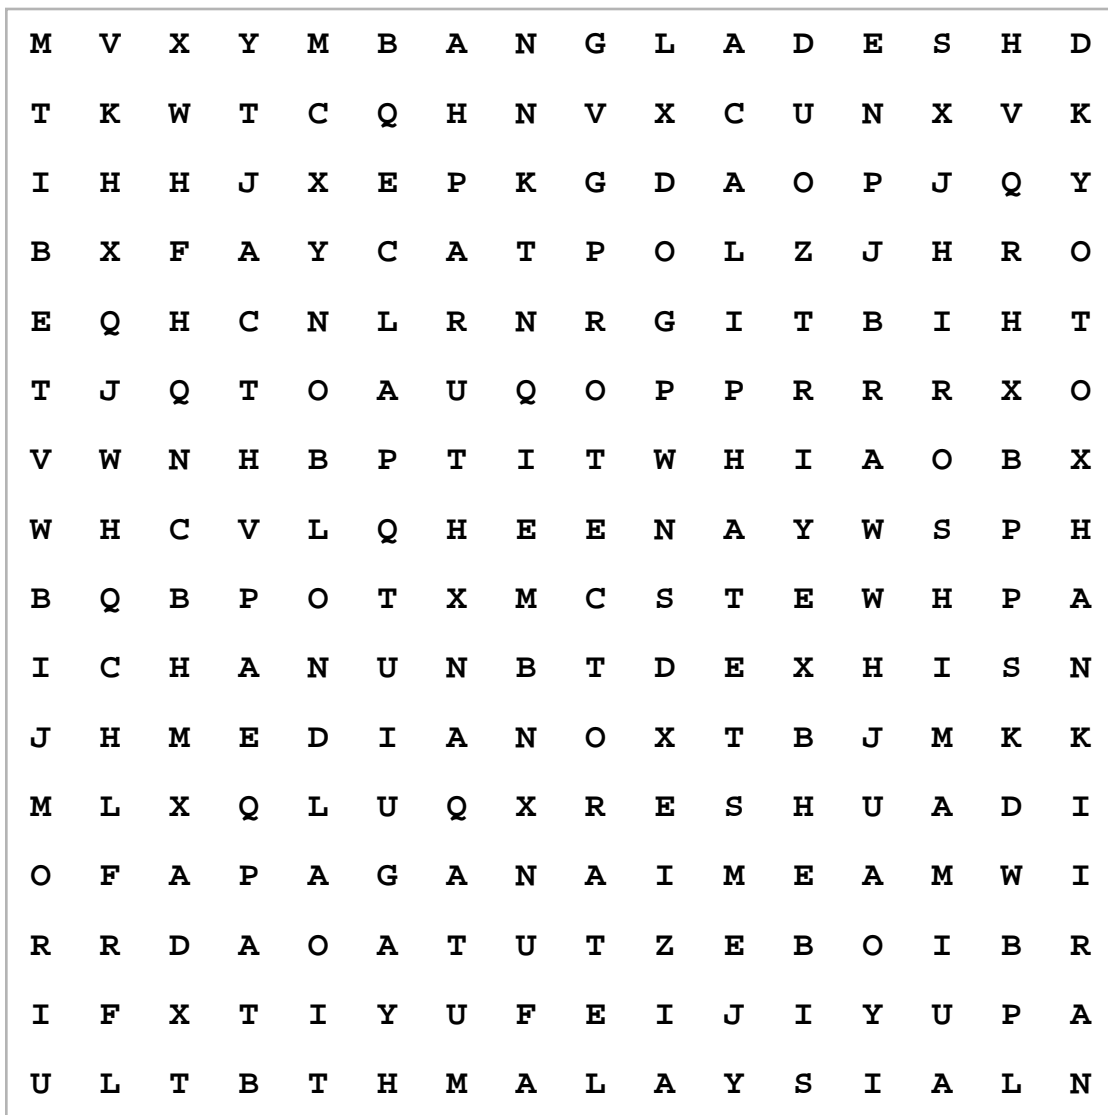 M V X Y M B A N G L A D E S H D
T K W T C Q H N V X C U N X V K
I H H J X E P K G D A O P J Q Y
B X F A Y C A T P O L Z J H R O
E Q H C N L R N R G I T B I H T
T J Q T O A U Q O P P R R R X O
V W N H B P T I T W H I A O B X
W H C V L Q H E E N A Y W S P H
B Q B P O T X M C S T E W H P A
I C H A N U N B T D E X H I S N
J H M E D I A N O X T B J M K K
M L X Q L U Q X R E S H U A D I
O F A P A G A N A I M E A M W I
R R D A O A T U T Z E B O I B R
I F X T I Y U F E I J I Y U P A
U L T B T H M A L A Y S I A L N